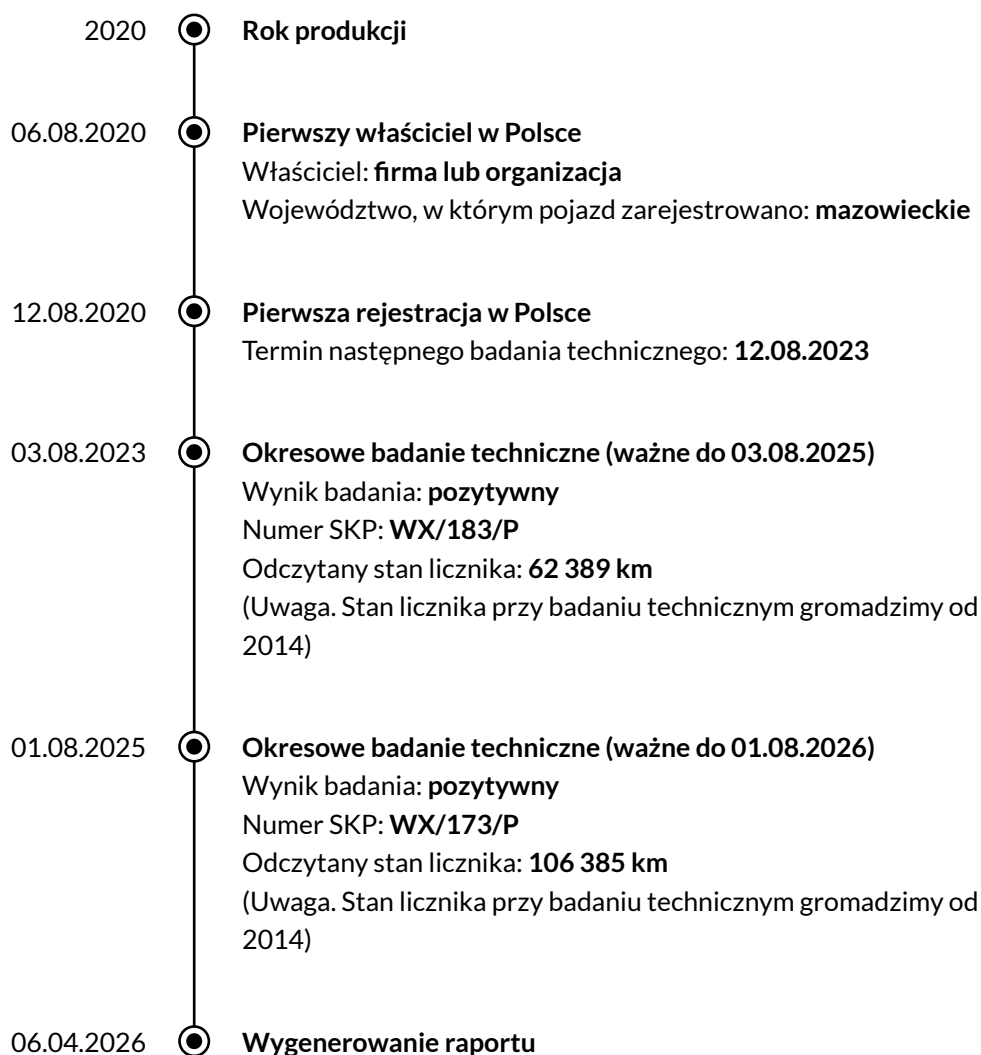 2020 Rok produkcji
06.08.2020 Pierwszy właściciel w Polsce
Właściciel: firma lub organizacja
Województwo, w którym pojazd zarejestrowano: mazowieckie
12.08.2020 Pierwsza rejestracja w Polsce
Termin następnego badania technicznego: 12.08.2023
03.08.2023 Okresowe badanie techniczne (ważne do 03.08.2025)
Wynik badania: pozytywny
Numer SKP: WX/183/P
Odczytany stan licznika: 62 389 km
(Uwaga. Stan licznika przy badaniu technicznym gromadzimy od
2014)
01.08.2025 Okresowe badanie techniczne (ważne do 01.08.2026)
Wynik badania: pozytywny
Numer SKP: WX/173/P
Odczytany stan licznika: 106 385 km
(Uwaga. Stan licznika przy badaniu technicznym gromadzimy od
2014)
06.04.2026 Wygenerowanie raportu